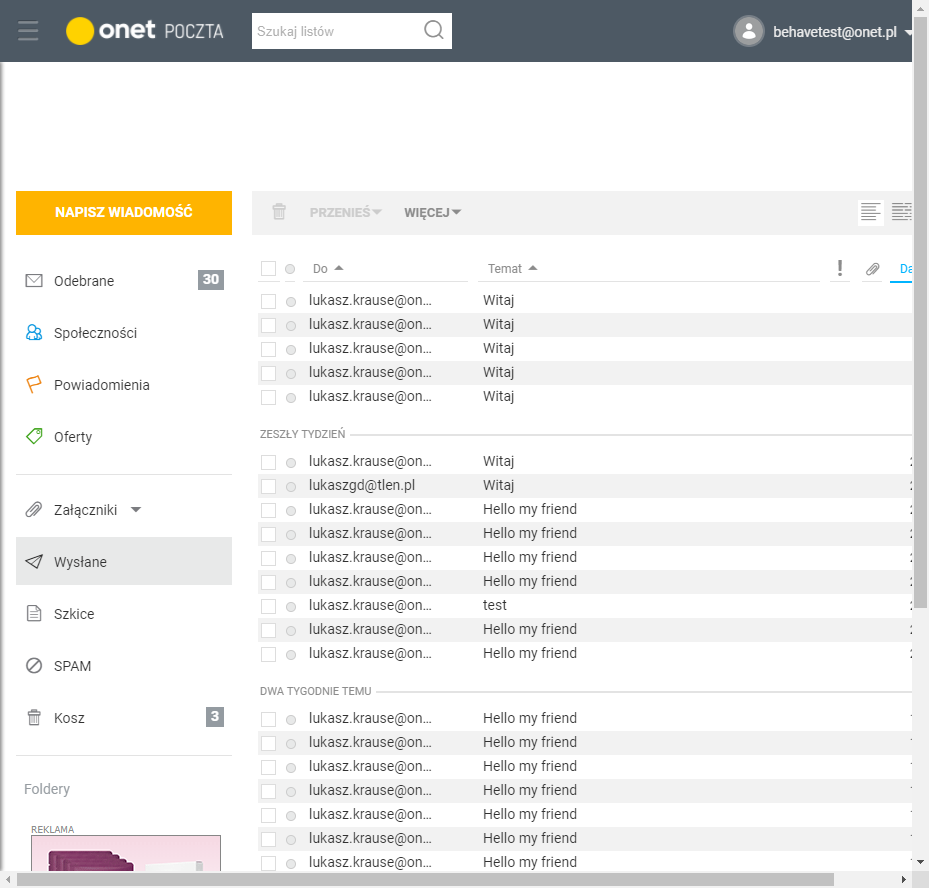 onet POCZTA
Szukaj listów
behavetest@onet.pl
NAPISZ WIADOMOŚĆ
PRZENIEŚ
WIĘCEJ
Odebrane 30
Społeczności
Powiadomienia
Oferty
Załączniki
Wysłane
Szkice
SPAM
Kosz 3
Foldery
REKLAMA
Do Temat ! Da
lukasz.krause@on... Witaj
lukasz.krause@on... Witaj
lukasz.krause@on... Witaj
lukasz.krause@on... Witaj
lukasz.krause@on... Witaj
ZESZŁY TYDZIEŃ
lukasz.krause@on... Witaj
lukaszgd@tlen.pl Witaj
lukasz.krause@on... Hello my friend
lukasz.krause@on... Hello my friend
lukasz.krause@on... Hello my friend
lukasz.krause@on... Hello my friend
lukasz.krause@on... test
lukasz.krause@on... Hello my friend
lukasz.krause@on... Hello my friend
DWA TYGODNIE TEMU
lukasz.krause@on... Hello my friend
lukasz.krause@on... Hello my friend
lukasz.krause@on... Hello my friend
lukasz.krause@on... Hello my friend
lukasz.krause@on... Hello my friend
lukasz.krause@on... Hello my friend
lukasz.krause@on... Hello my friend